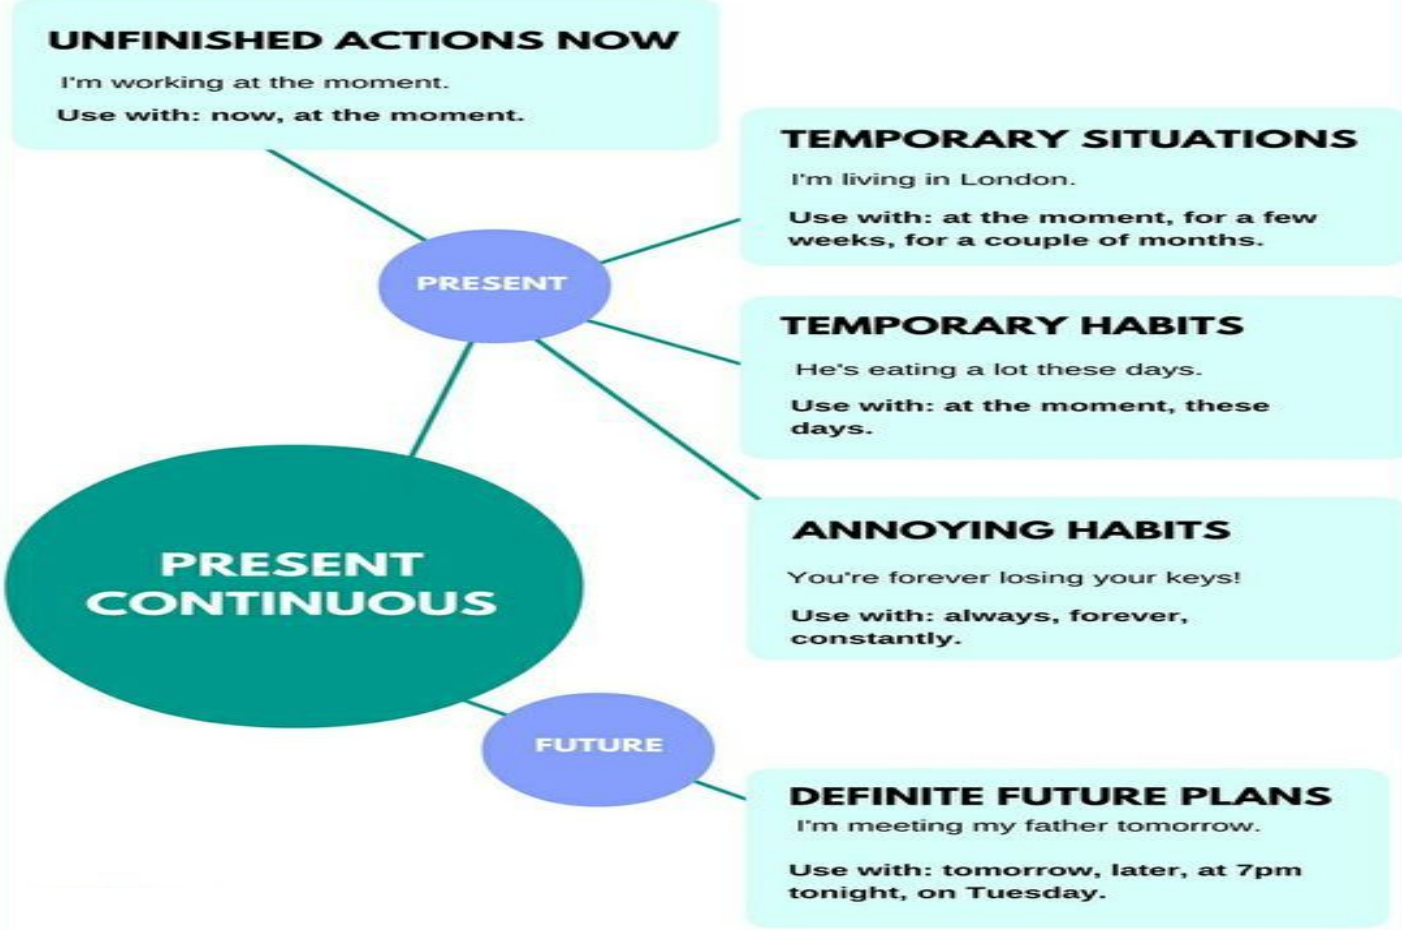 UNFINISHED ACTIONS NOW
I'm working at the moment.
Use with: now, at the moment.
TEMPORARY SITUATIONS
I'm living in London.
Use with: at the moment, for a few
weeks, for a couple of months.
PRESENT
TEMPORARY HABITS
He's eating a lot these days.
Use with: at the moment, these
days.
ANNOYING HABITS
You're forever losing your keys!
Use with: always, forever,
constantly.
PRESENT
CONTINUOUS
FUTURE
DEFINITE FUTURE PLANS
I'm meeting my father tomorrow.
Use with: tomorrow, later, at 7pm
tonight, on Tuesday.